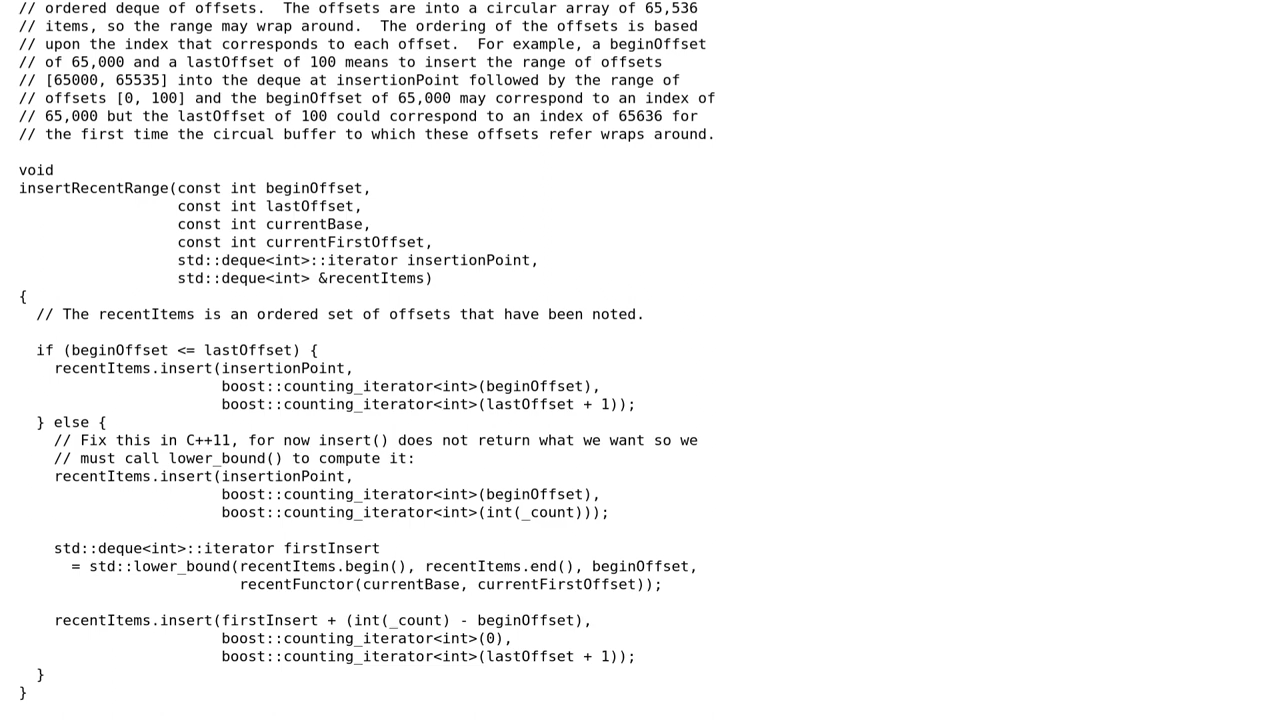 // ordered deque of offsets.  The offsets are into a circular array of 65,536
// items, so the range may wrap around.  The ordering of the offsets is based
// upon the index that corresponds to each offset.  For example, a beginOffset
// of 65,000 and a lastOffset of 100 means to insert the range of offsets
// [65000, 65535] into the deque at insertionPoint followed by the range of
// offsets [0, 100] and the beginOffset of 65,000 may correspond to an index of
// 65,000 but the lastOffset of 100 could correspond to an index of 65636 for
// the first time the circual buffer to which these offsets refer wraps around.

void
insertRecentRange(const int beginOffset,
                  const int lastOffset,
                  const int currentBase,
                  const int currentFirstOffset,
                  std::deque<int>::iterator insertionPoint,
                  std::deque<int> &recentItems)
{
  // The recentItems is an ordered set of offsets that have been noted.

  if (beginOffset <= lastOffset) {
    recentItems.insert(insertionPoint,
                       boost::counting_iterator<int>(beginOffset),
                       boost::counting_iterator<int>(lastOffset + 1));
  } else {
    // Fix this in C++11, for now insert() does not return what we want so we
    // must call lower_bound() to compute it:
    recentItems.insert(insertionPoint,
                       boost::counting_iterator<int>(beginOffset),
                       boost::counting_iterator<int>(int(_count)));

    std::deque<int>::iterator firstInsert
      = std::lower_bound(recentItems.begin(), recentItems.end(), beginOffset,
                         recentFunctor(currentBase, currentFirstOffset));

    recentItems.insert(firstInsert + (int(_count) - beginOffset),
                       boost::counting_iterator<int>(0),
                       boost::counting_iterator<int>(lastOffset + 1));
  }
}